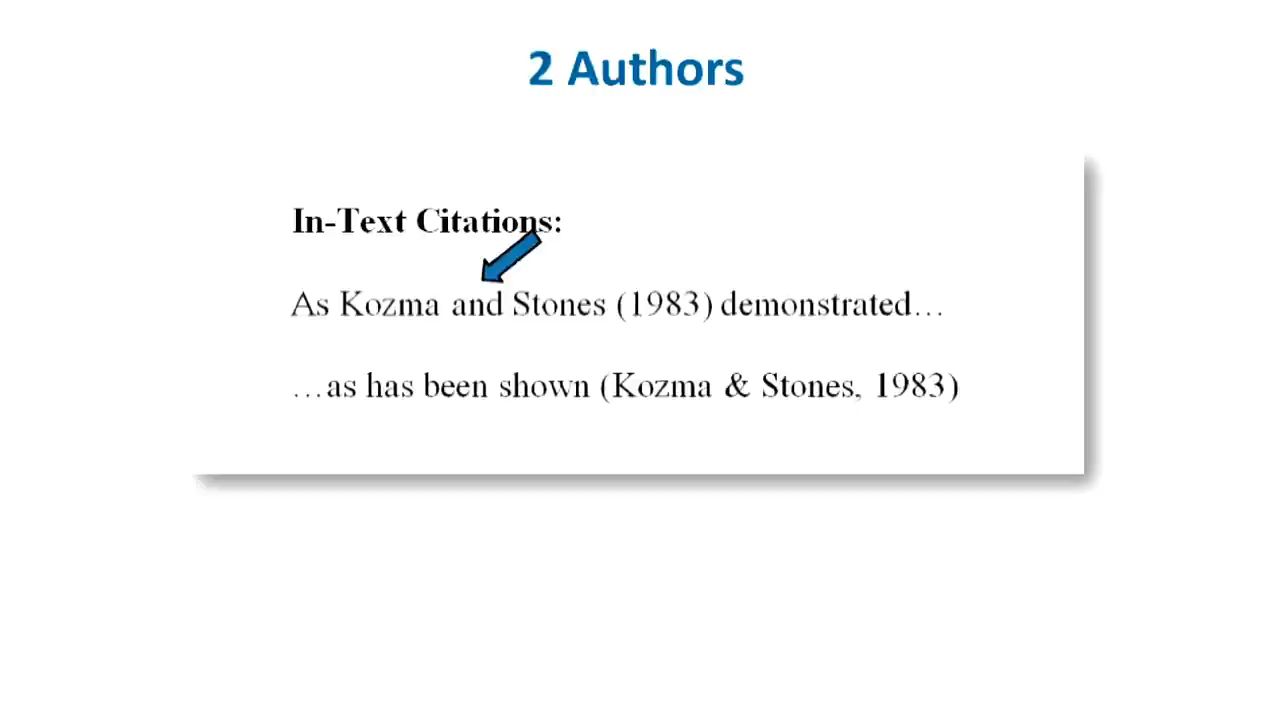 2 Authors
In-Text Citations:
As Kozma and Stones (1983) demonstrated…
…as has been shown (Kozma & Stones, 1983)